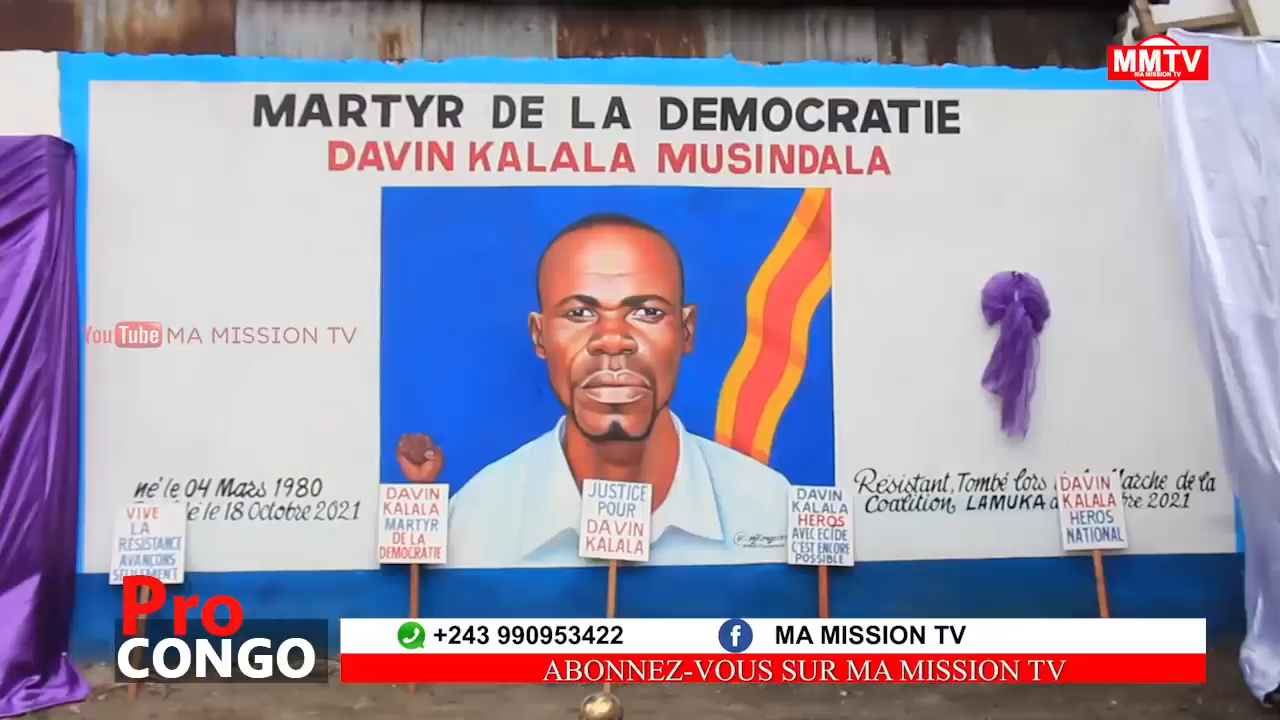 MMTV
MA MISSION TV
MARTYR DE LA DEMOCRATIE
DAVIN KALALA MUSINDALA
YouTube MA MISSION TV
né le 04 Mars 1980
le 18 Octobre 2021
Résistant, Tombé lors Marche de la
Coalition LAMUKA 2021
VIVE
LA
RESISTANCE
AVANCONS
SEULEMENT
DAVIN
KALALA
MARTYR
DE LA
DEMOCRATIE
JUSTICE
POUR
DAVIN
KALALA
DAVIN
KALALA
HEROS
AVEC ECIDE
C'EST ENCORE
POSSIBLE
DAVIN
KALALA
HEROS
NATIONAL
Pro
CONGO
+243 990953422
MA MISSION TV
ABONNEZ-VOUS SUR MA MISSION TV